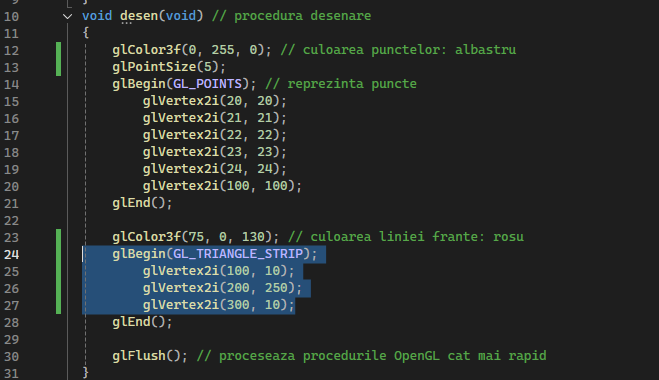 10 void desen(void) // procedura desenare
11 {
12 glColor3f(0, 255, 0); // culoarea punctelor: albastru
13 glPointSize(5);
14 glBegin(GL_POINTS); // reprezinta puncte
15 glVertex2i(20, 20);
16 glVertex2i(21, 21);
17 glVertex2i(22, 22);
18 glVertex2i(23, 23);
19 glVertex2i(24, 24);
20 glVertex2i(100, 100);
21 glEnd();
22
23 glColor3f(75, 0, 130); // culoarea liniei frante: rosu
24 glBegin(GL_TRIANGLE_STRIP);
25 glVertex2i(100, 10);
26 glVertex2i(200, 250);
27 glVertex2i(300, 10);
28 glEnd();
29
30 glFlush(); // proceseaza procedurile OpenGL cat mai rapid
31 }